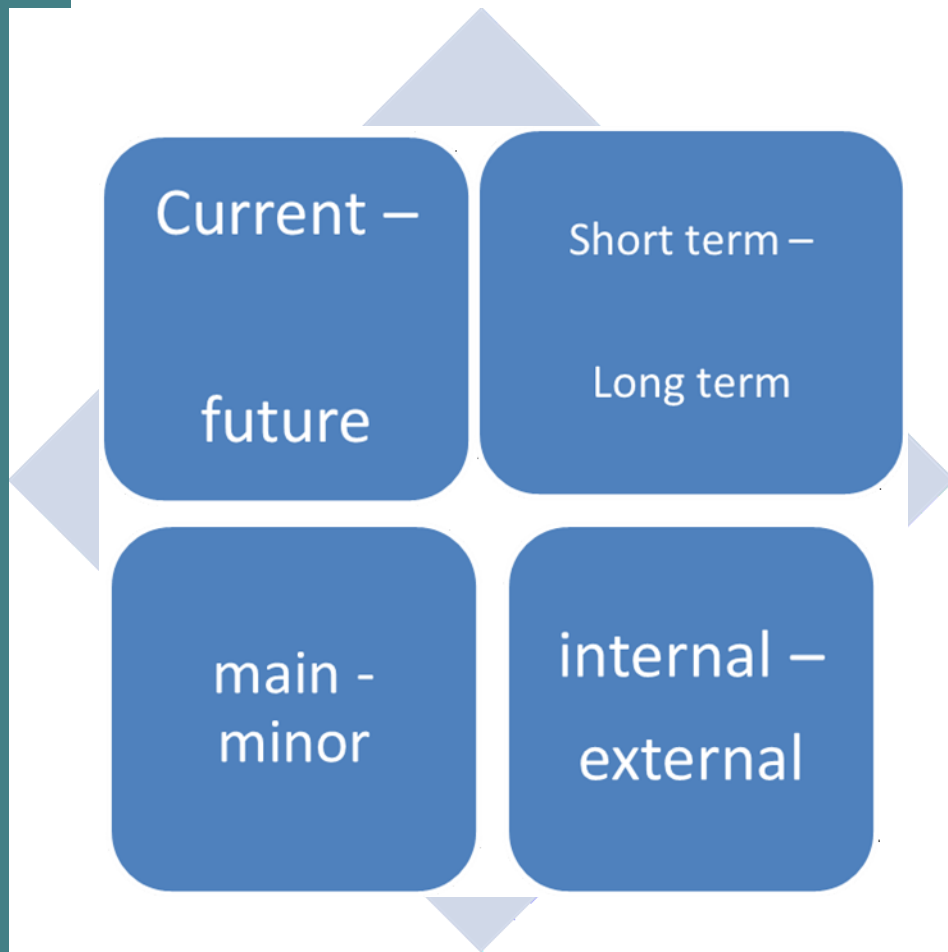 Current –
future
Short term –
Long term
main -
minor
internal –
external